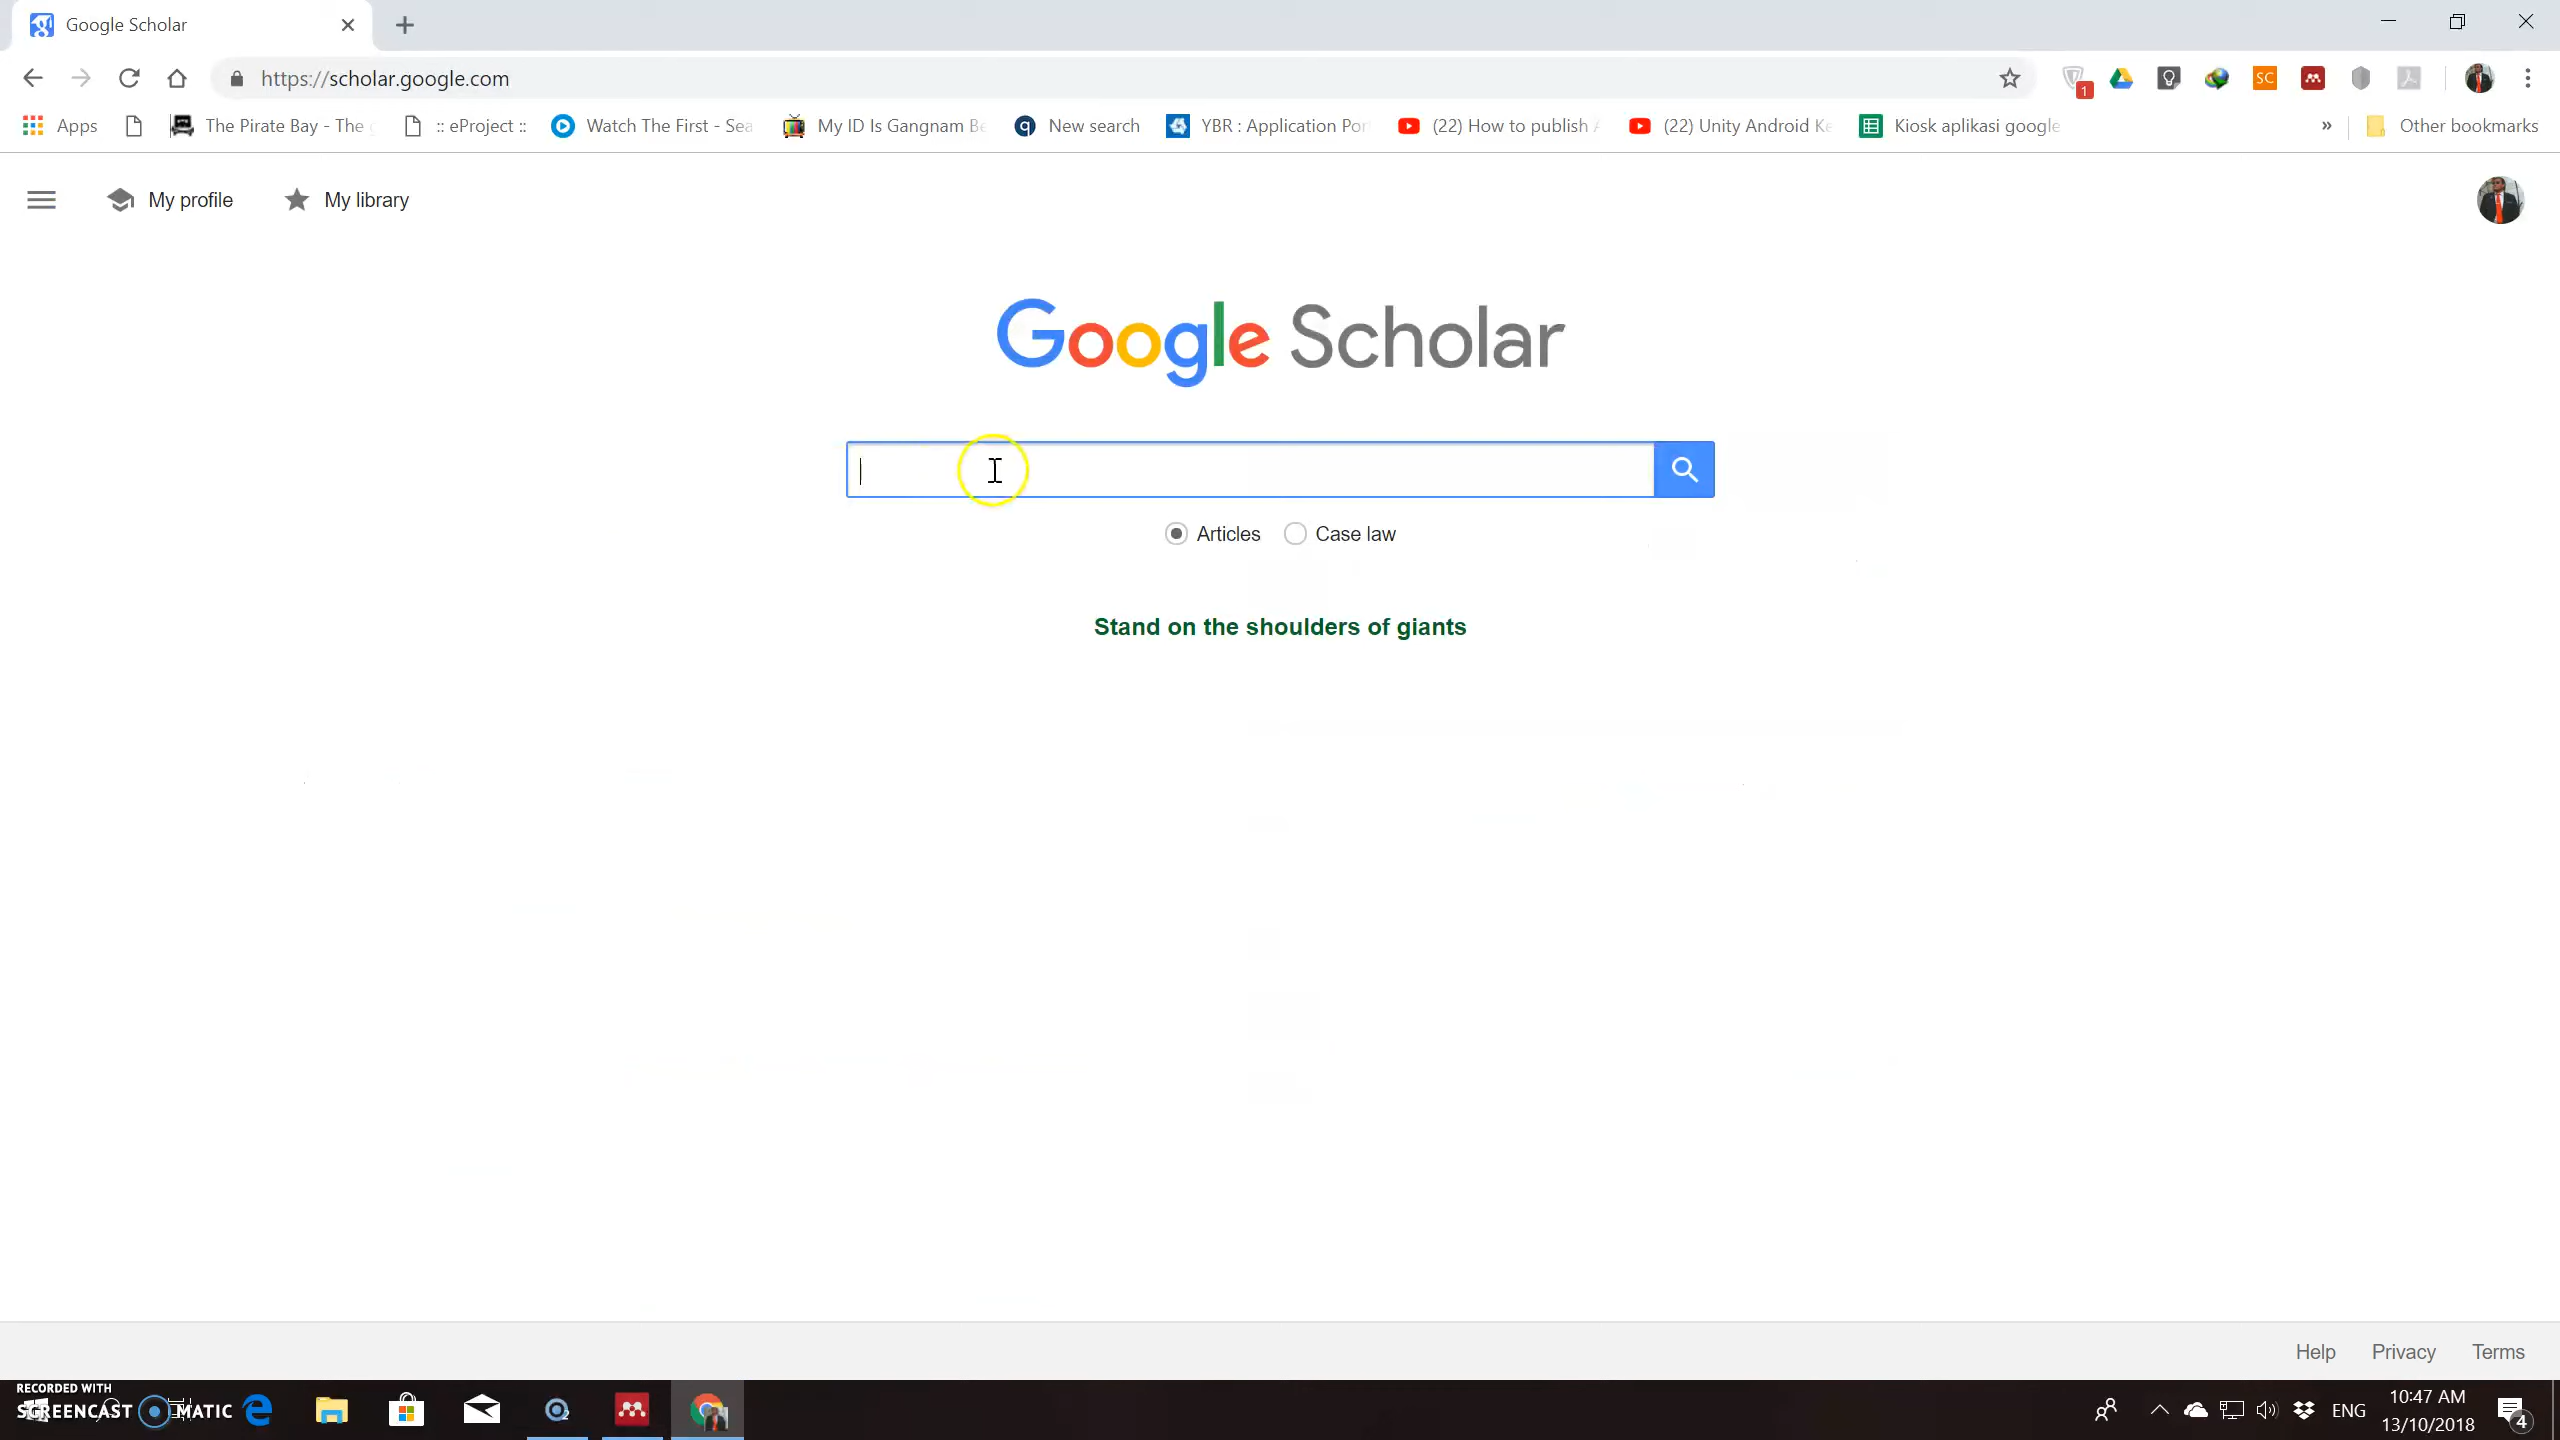 Google Scholar
https://scholar.google.com
1
SC
Apps
The Pirate Bay - The
:: eProject ::
Watch The First - Sea
My ID Is Gangnam Be
New search
YBR : Application Por
(22) How to publish A
(22) Unity Android Ke
Kiosk aplikasi google
»
Other bookmarks
My profile
My library
Google Scholar
Articles
Case law
Stand on the shoulders of giants
Help
Privacy
Terms
RECORDED WITH
SCREENCAST MATIC
ENG
10:47 AM
13/10/2018
4